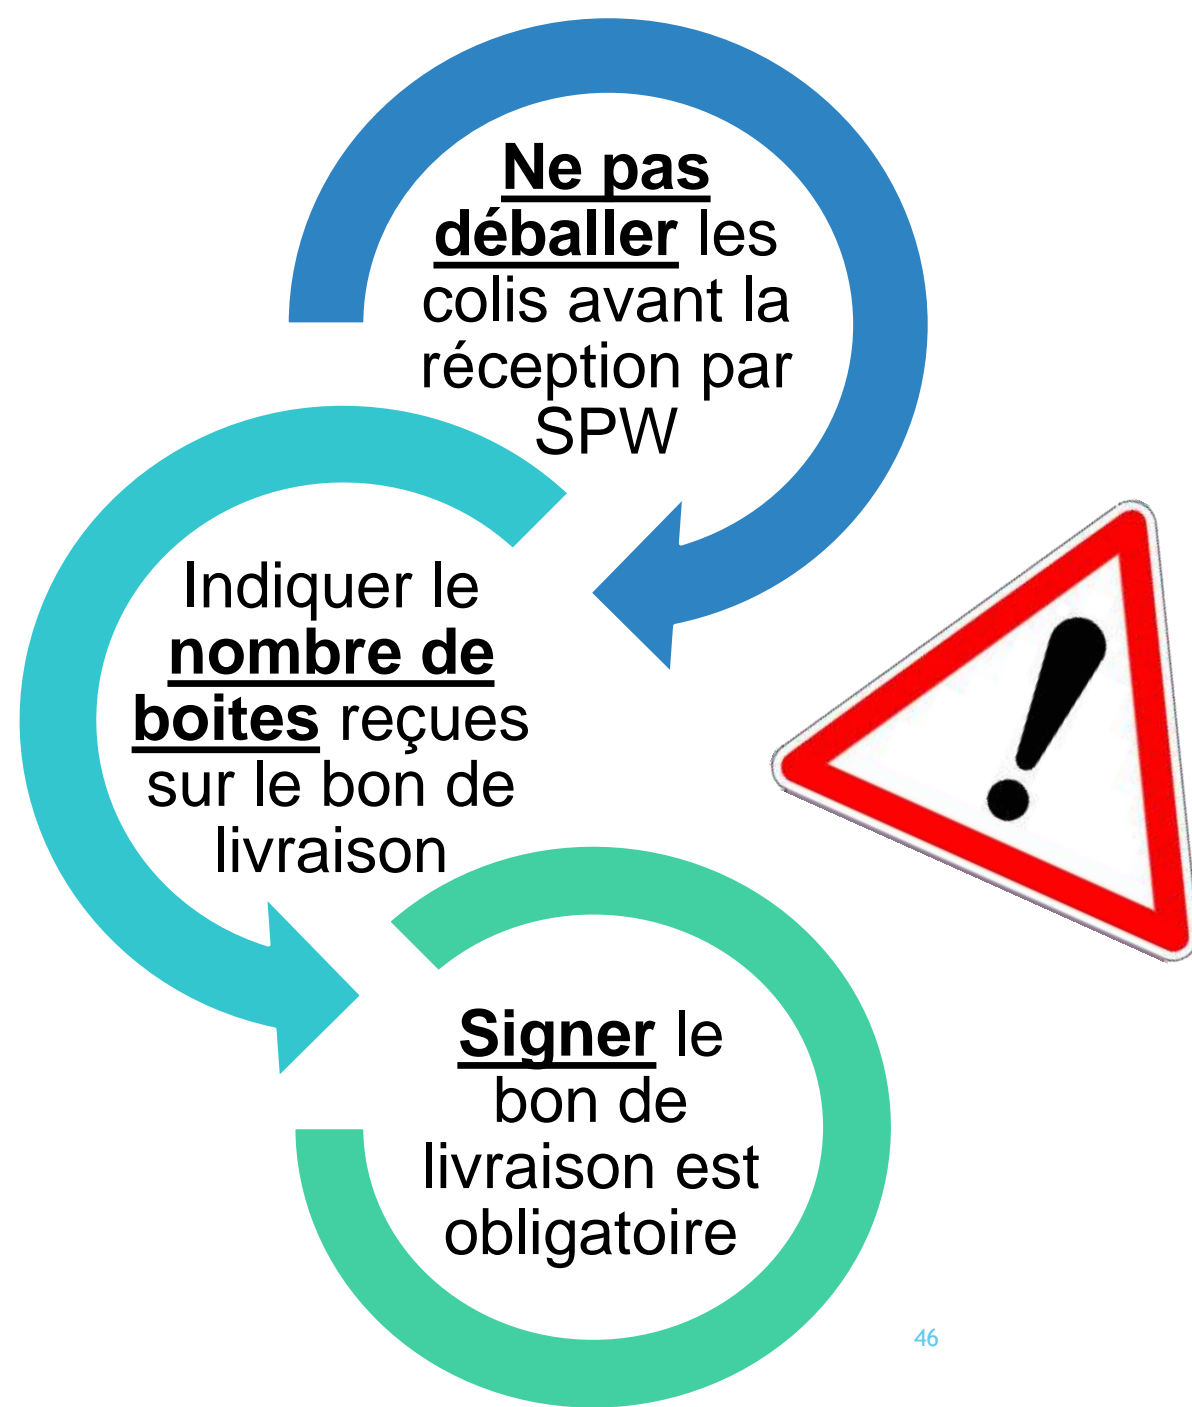 Ne pas
déballer les
colis avant la
réception par
SPW
Indiquer le
nombre de
boites reçues
sur le bon de
livraison
Signer le
bon de
livraison est
obligatoire
46